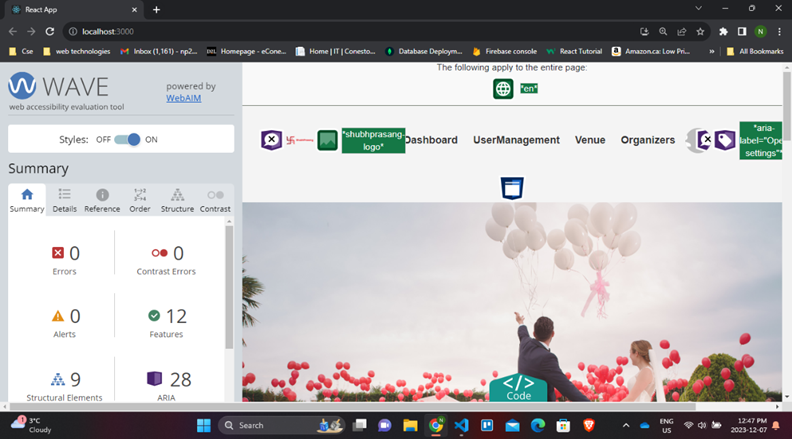 React App
localhost:3000
Cse
web technologies
Inbox (1,161) - np2...
Homepage - eCone...
Home | IT | Conesto...
Database Deploym...
Firebase console
React Tutorial
Amazon.ca: Low Pri...
All Bookmarks
WAVE
web accessibility evaluation tool
powered by
WebAIM
Styles: OFF ON
Summary
Summary Details Reference Order Structure Contrast
0
Errors
0
Contrast Errors
0
Alerts
12
Features
9
Structural Elements
28
ARIA
The following apply to the entire page:
*en*
*shubhprasang-
logo*
Dashboard UserManagement Venue Organizers
*aria-
label="Ope
settings"*
</>
Code
3°C
Cloudy
Search
ENG
US
12:47 PM
2023-12-07